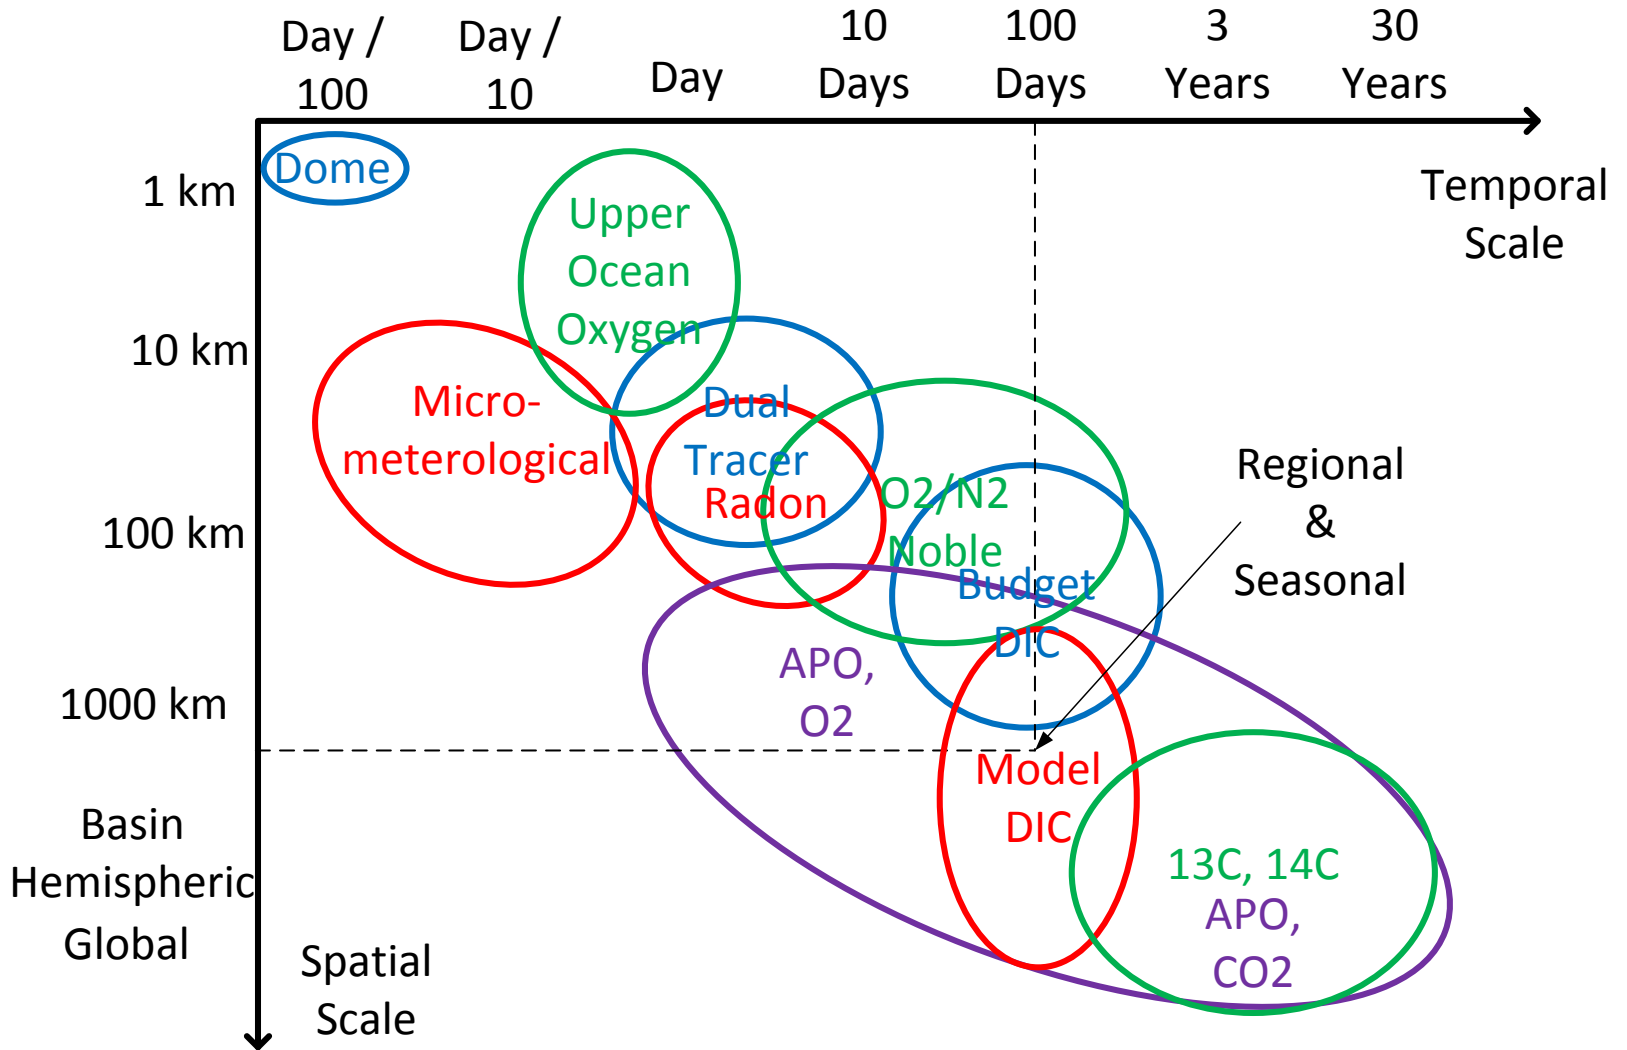 Day /
100
Day /
10
Day
10
Days
100
Days
3
Years
30
Years
Temporal
Scale
1 km
10 km
100 km
1000 km
Basin
Hemispheric
Global
Spatial
Scale
Dome
Upper
Ocean
Oxygen
Micro-
meterological
Dual
Tracer
Radon
O2/N2
Noble
Budget
DIC
Regional
&
Seasonal
APO,
O2
Model
DIC
13C, 14C
APO,
CO2